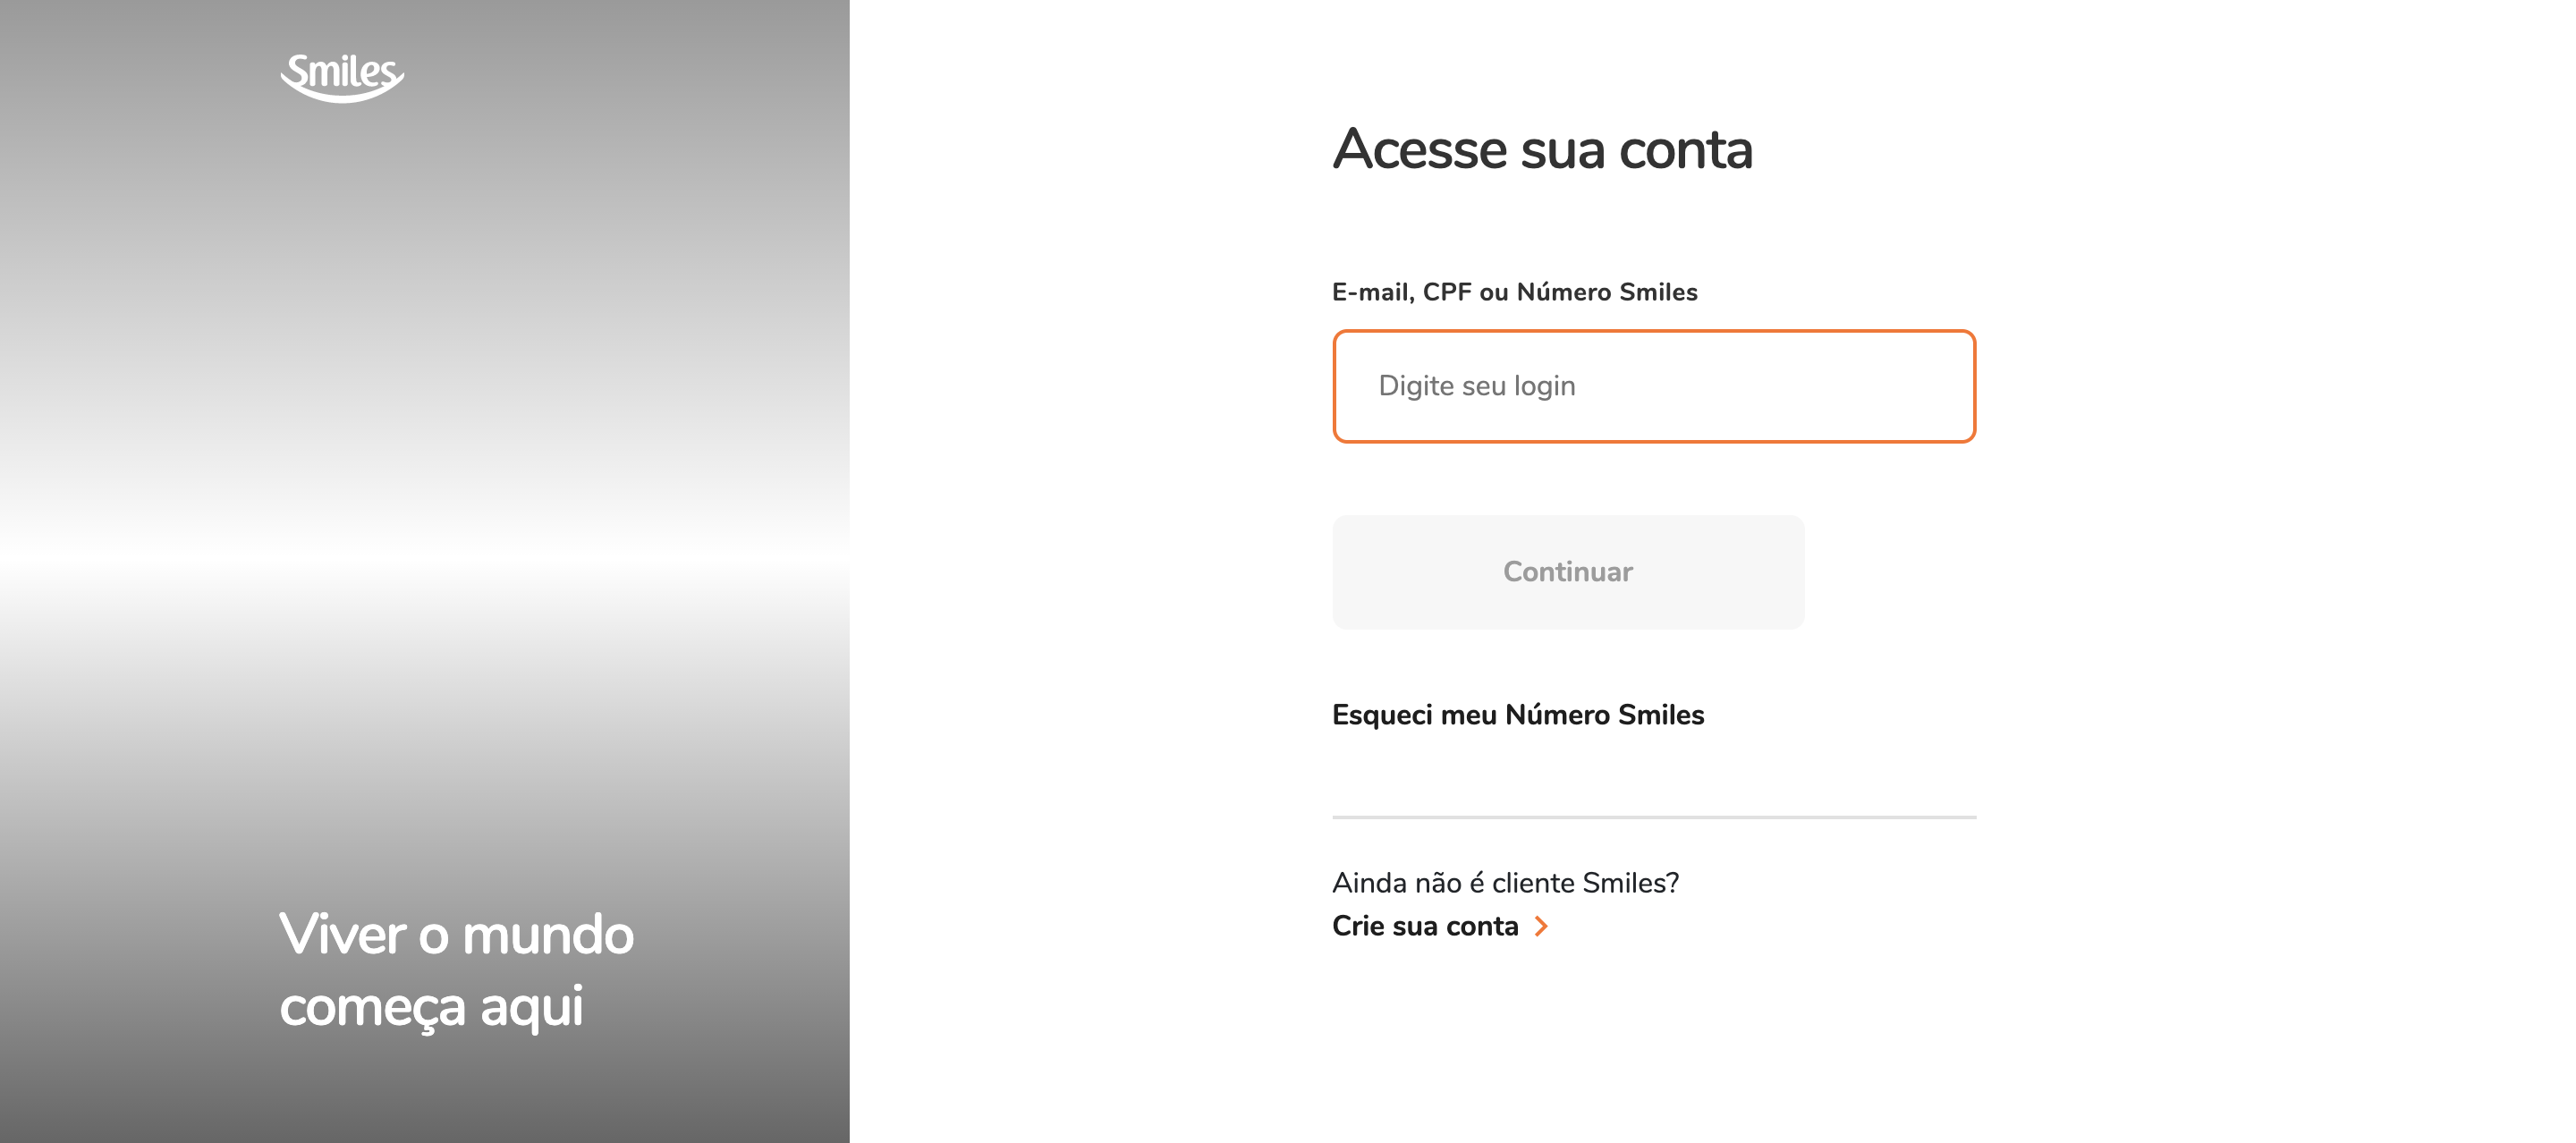 Smiles
Viver o mundo
começa aqui
Acesse sua conta
E-mail, CPF ou Número Smiles
Digite seu login
Continuar
Esqueci meu Número Smiles
Ainda não é cliente Smiles?
Crie sua conta